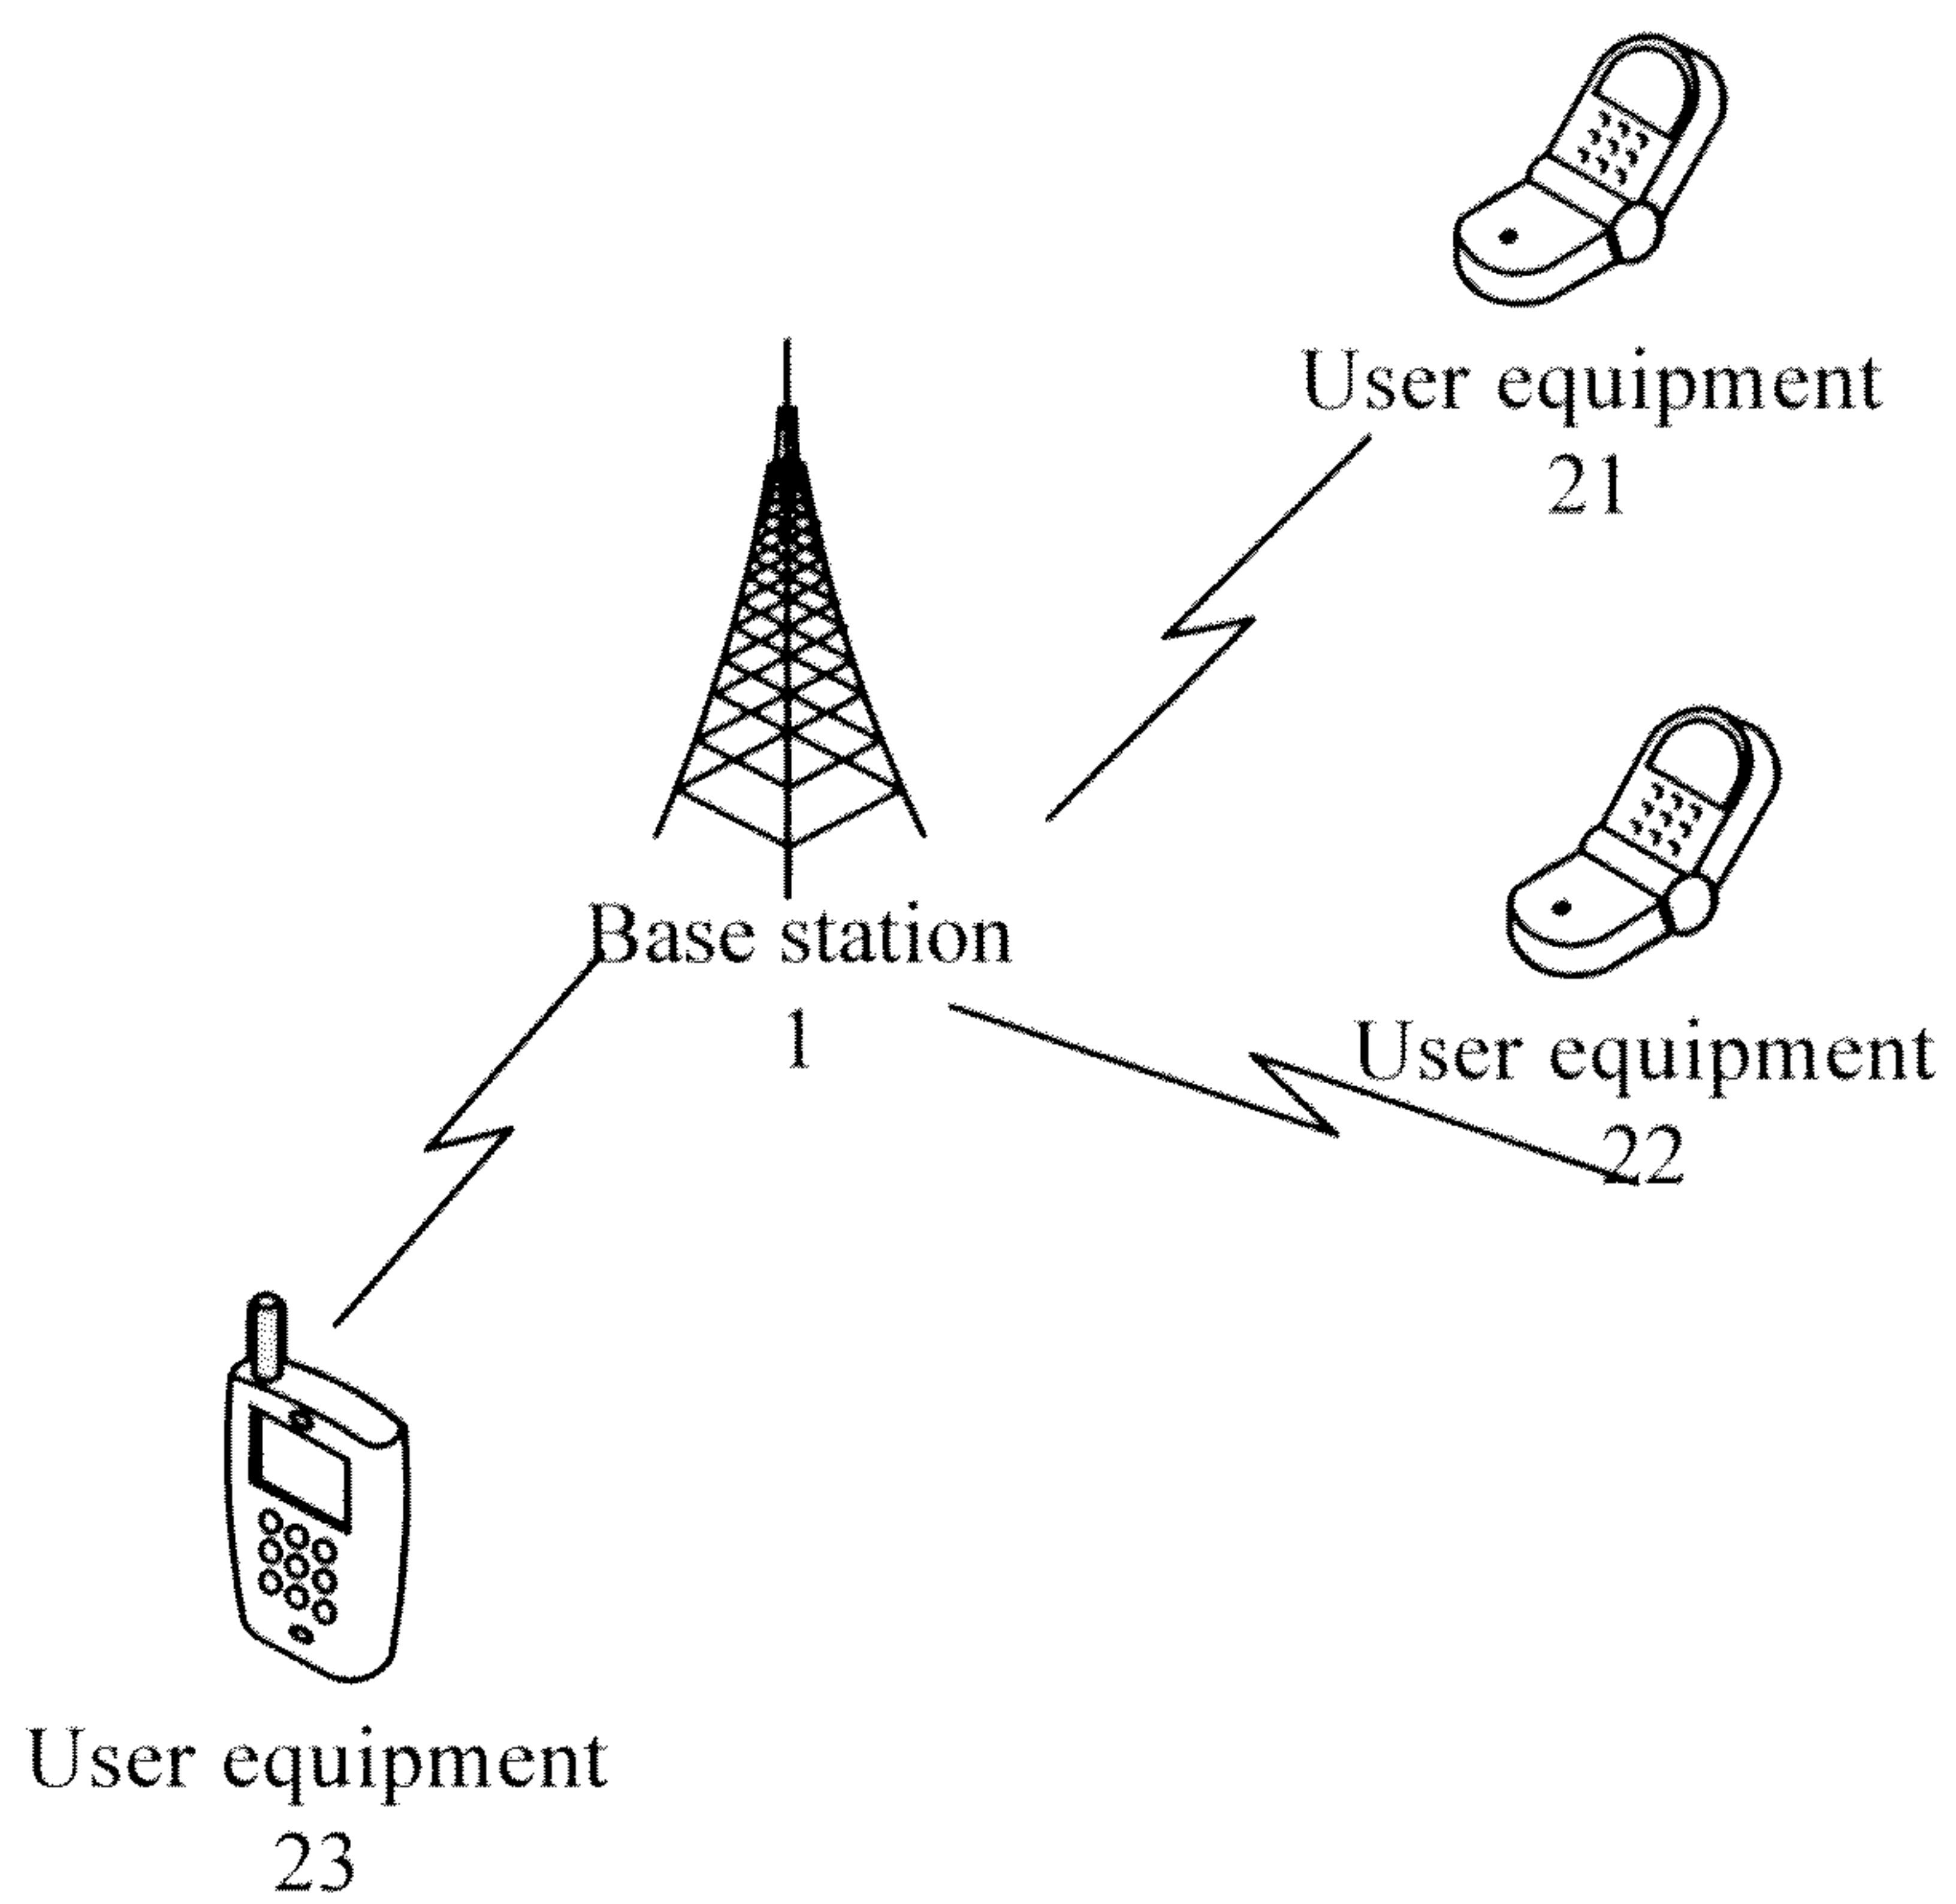 User equipment
21
Base station
1
User equipment
22
User equipment
23